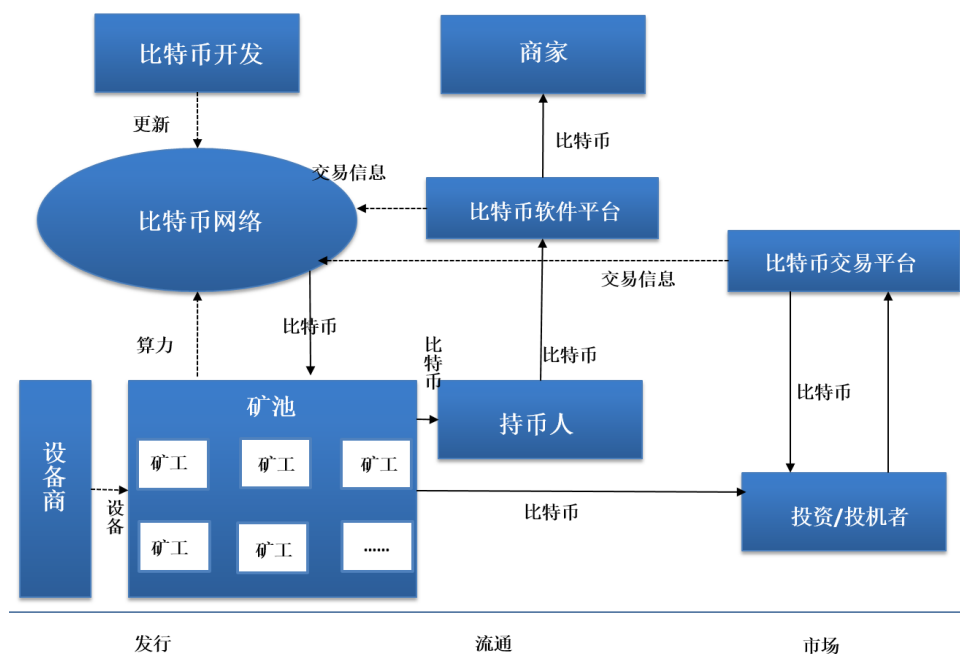 比特币开发
商家
更新
比特币
交易信息
比特币软件平台
比特币网络
比特币交易平台
交易信息
比特币
算力
比特币
比特币
比特币
矿池
持币人
设备商
矿工
矿工
矿工
投资/投机者
设备
比特币
矿工
矿工
......
发行
流通
市场